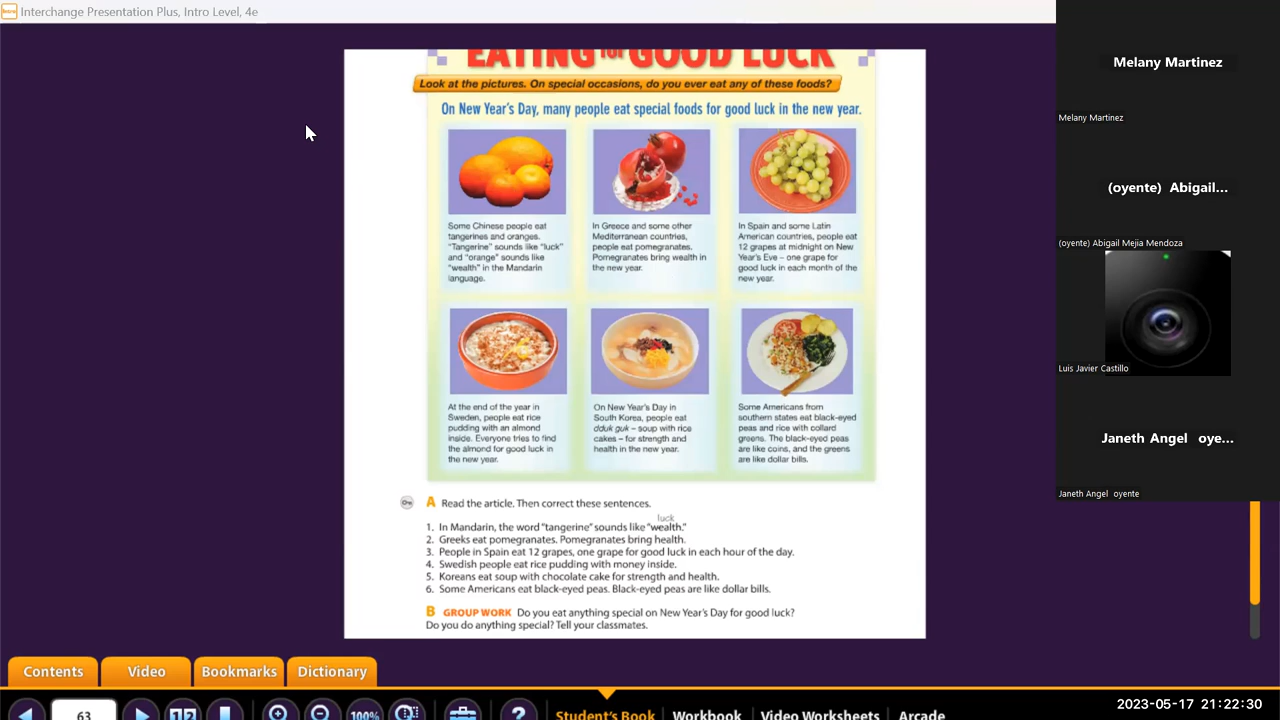 Interchange Presentation Plus, Intro Level, 4e
EATING for GOOD LUCK
Look at the pictures. On special occasions, do you ever eat any of these foods?
On New Year's Day, many people eat special foods for good luck in the new year.
Some Chinese people eat
tangerines and oranges.
"Tangerine" sounds like "luck"
and "orange" sounds like
"wealth" in the Mandarin
language.
In Greece and some other
Mediterranean countries,
people eat pomegranates.
Pomegranates bring wealth in
the new year.
In Spain and some Latin
American countries, people eat
12 grapes at midnight on New
Year's Eve – one grape for
good luck in each month of the
new year.
At the end of the year in
Sweden, people eat rice
pudding with an almond
inside. Everyone tries to find
the almond for good luck in
the new year.
On New Year's Day in
South Korea, people eat
dduk guk – soup with rice
cakes – for strength and
health in the new year.
Some Americans from
southern states eat black-eyed
peas and rice with collard
greens. The black-eyed peas
are like coins, and the greens
are like dollar bills.
A Read the article. Then correct these sentences.
luck
1. In Mandarin, the word "tangerine" sounds like "wealth."
2. Greeks eat pomegranates. Pomegranates bring health.
3. People in Spain eat 12 grapes, one grape for good luck in each hour of the day.
4. Swedish people eat rice pudding with money inside.
5. Koreans eat soup with chocolate cake for strength and health.
6. Some Americans eat black-eyed peas. Black-eyed peas are like dollar bills.
B GROUP WORK Do you eat anything special on New Year's Day for good luck?
Do you do anything special? Tell your classmates.
Melany Martinez
Melany Martinez
(oyente) Abigail...
(oyente) Abigail Mejia Mendoza
Luis Javier Castillo
Janeth Angel oye...
Janeth Angel oyente
Contents
Video
Bookmarks
Dictionary
63
1 2
100%
?
Student's Book
Workbook
Video Worksheets
Arcade
2023-05-17 21:22:30